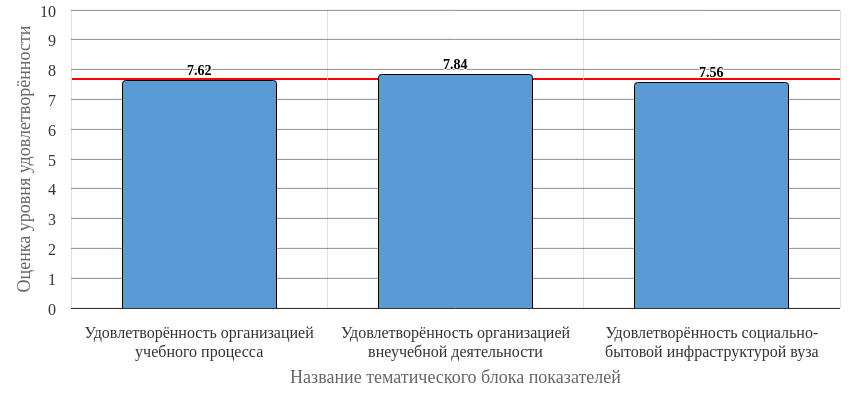 Оценка уровня удовлетворённости
10
9
8
7
6
5
4
3
2
1
0
7.62
7.84
7.56
Удовлетворённость организацией
учебного процесса
Удовлетворённость организацией
внеучебной деятельности
Удовлетворённость социально-
бытовой инфраструктурой вуза
Название тематического блока показателей